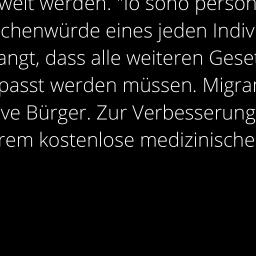 welt werden. "Io sono person
chenwürde eines jeden Indiv
angt, dass alle weiteren Geset
passt werden müssen. Migran
ve Bürger. Zur Verbesserung
rem kostenlose medizinische